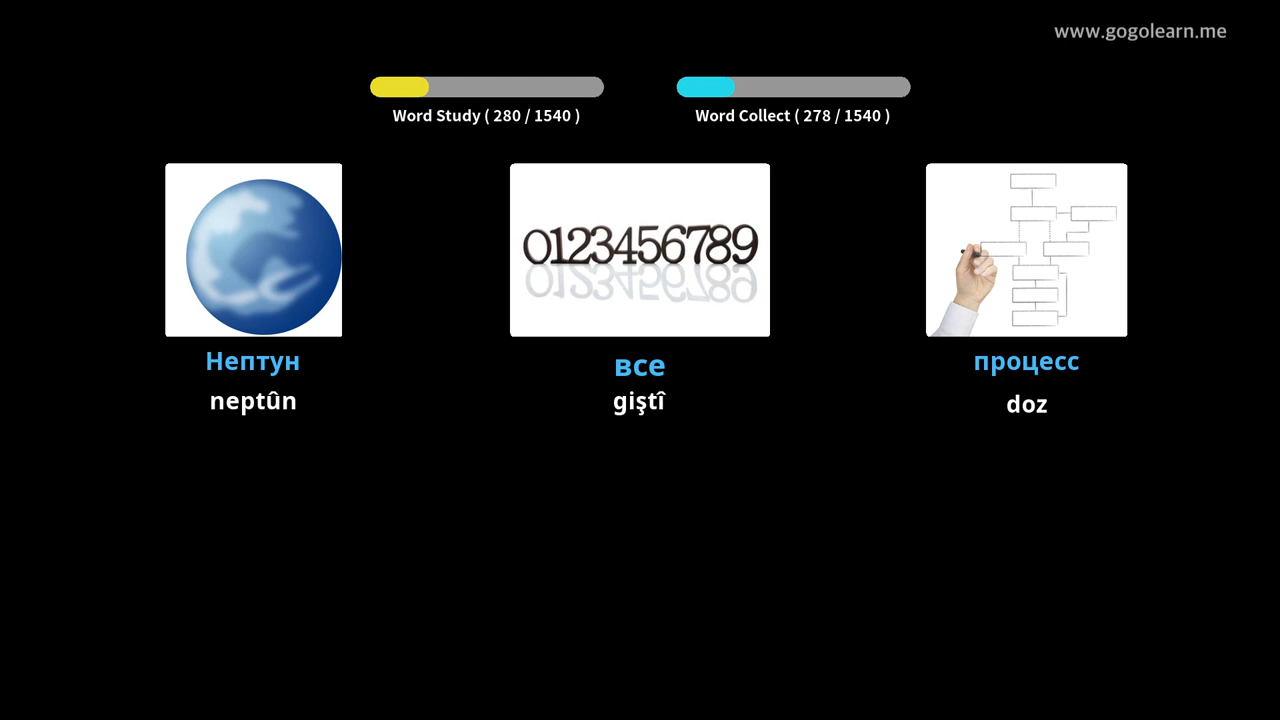 www.gogolearn.me
Word Study ( 280 / 1540 )
Word Collect ( 278 / 1540 )
0123456789
Нептун
neptûn
все
giştî
процесс
doz